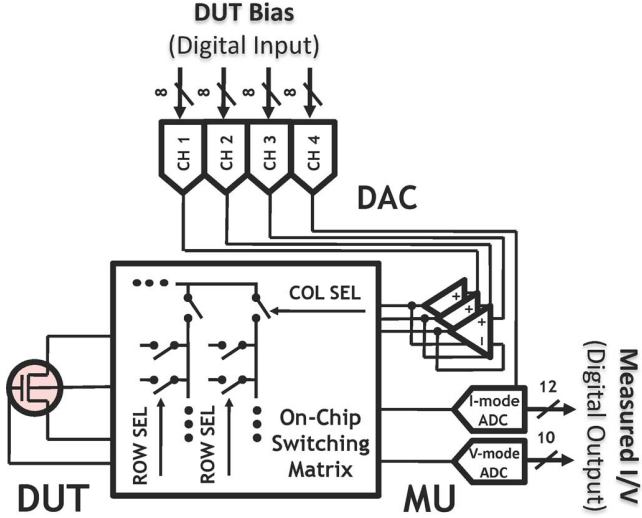 DUT Bias
(Digital Input)
8 8 8 8
CH 1 CH 2 CH 3 CH 4
DAC
COL SEL
+
+
+
-
ROW SEL
ROW SEL
On-Chip
Switching
Matrix
I-mode
ADC
12
V-mode
ADC
10
Measured I/V
(Digital Output)
DUT
MU